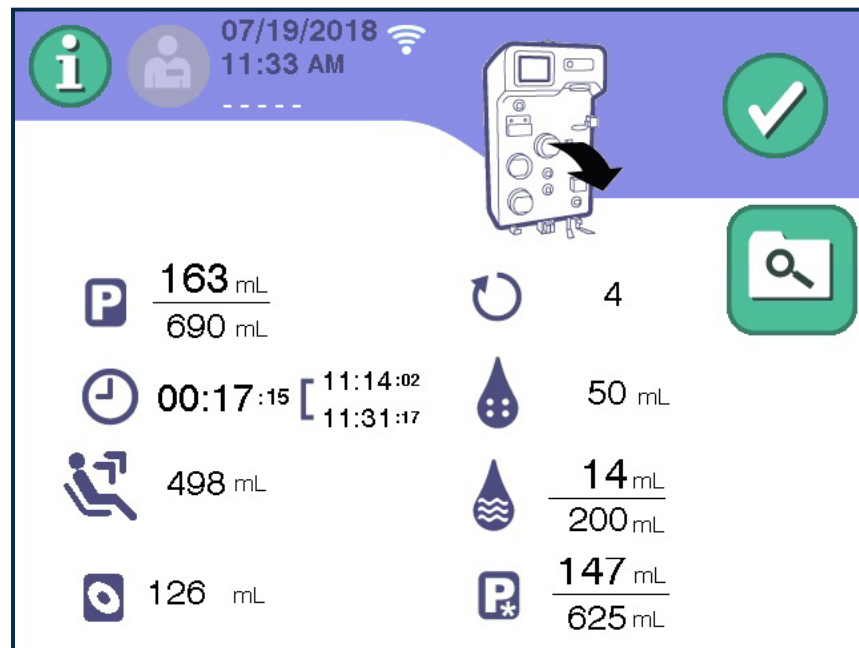 07/19/2018
11:33 AM
-----
P 163 mL
690 mL
4
00:17:15 [ 11:14:02
11:31:17
50 mL
498 mL
14 mL
200 mL
126 mL
P* 147 mL
625 mL